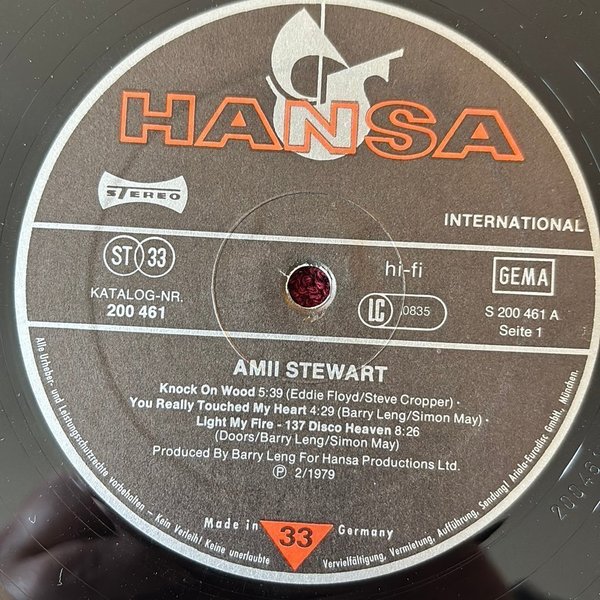 HANSA
STEREO
INTERNATIONAL
ST 33
hi-fi
GEMA
KATALOG-NR.
200 461
LC 0835
S 200 461 A
Seite 1
AMII STEWART
Knock On Wood 5:39 (Eddie Floyd/Steve Cropper) ·
You Really Touched My Heart 4:29 (Barry Leng/Simon May) ·
Light My Fire - 137 Disco Heaven 8:26
(Doors/Barry Leng/Simon May)
Produced By Barry Leng For Hansa Productions Ltd.
Ⓟ 2/1979
Made in Germany
33
Alle Urheber- und Leistungsschutzrechte vorbehalten – Kein Verleih! Keine unerlaubte Vervielfältigung, Vermietung, Aufführung, Sendung! Ariola-Eurodisc GmbH., München.